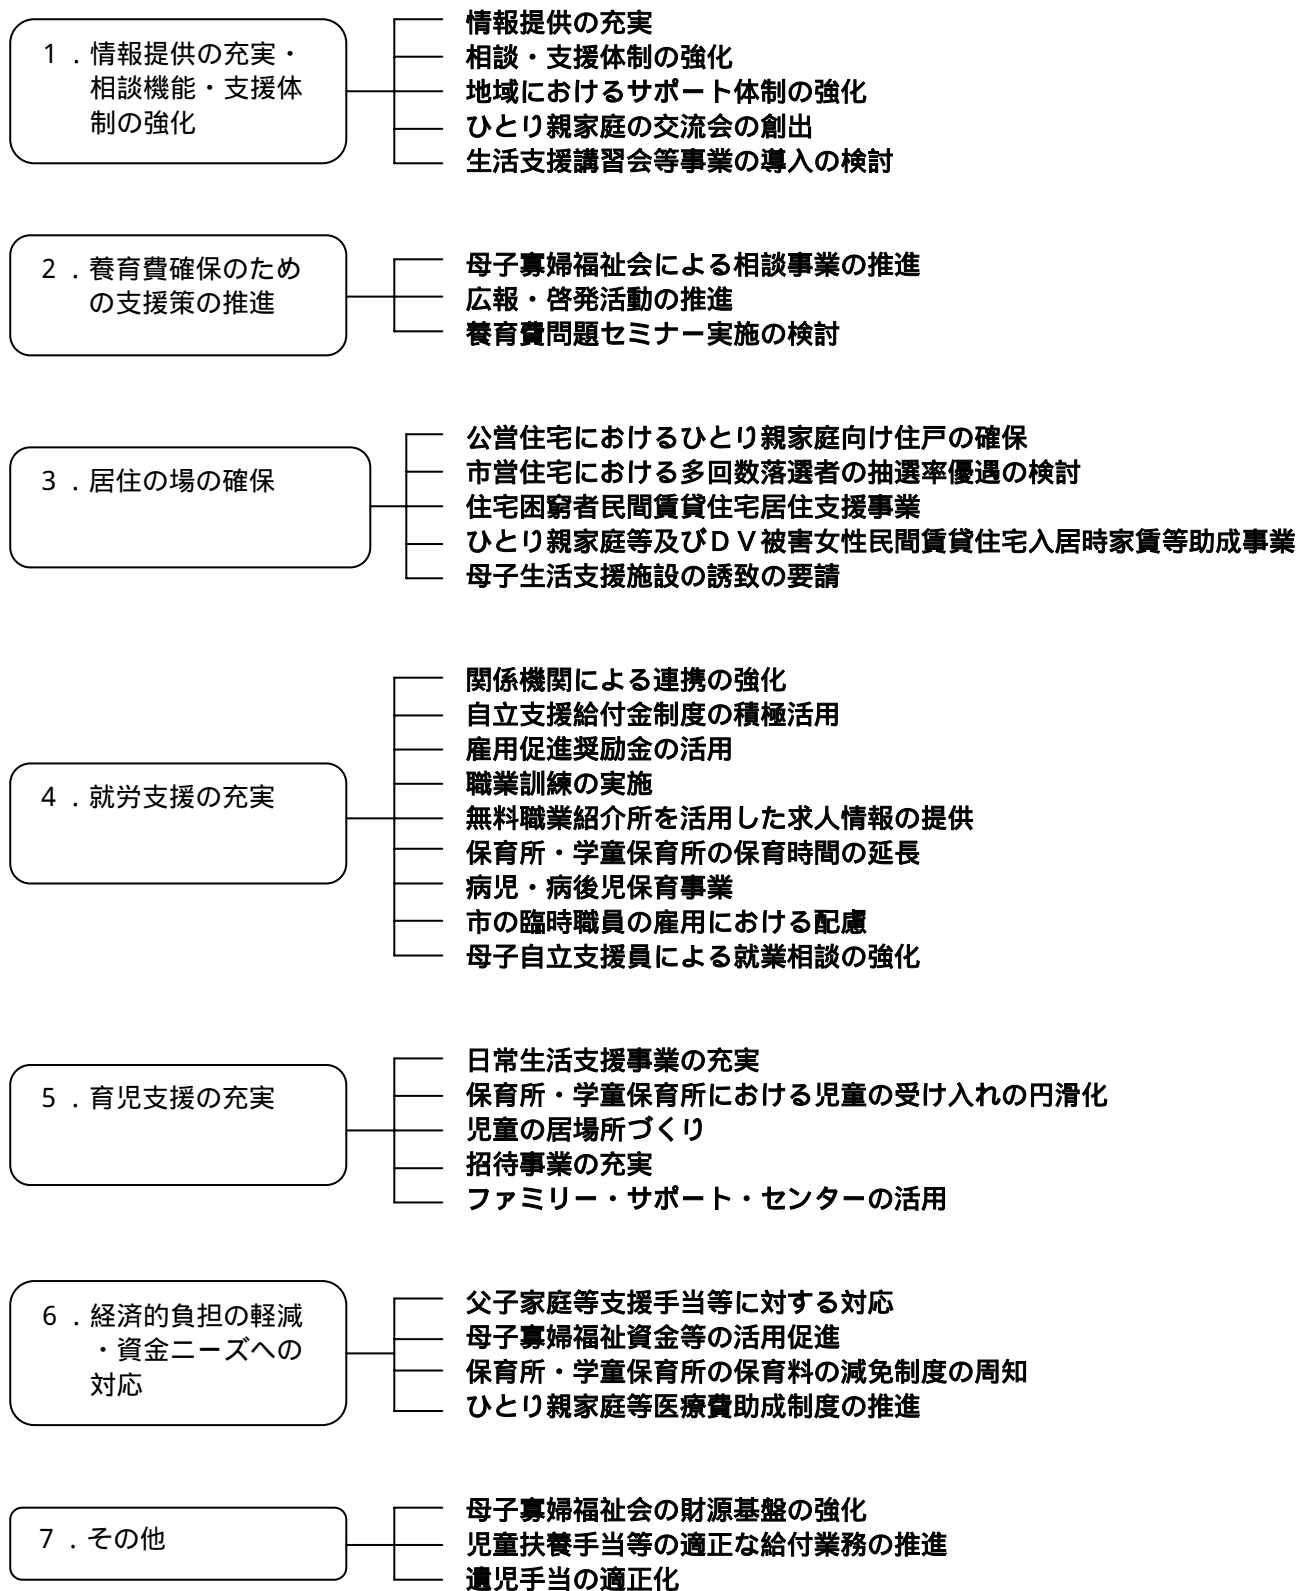 1．情報提供の充実・
相談機能・支援体
制の強化
情報提供の充実
相談・支援体制の強化
地域におけるサポート体制の強化
ひとり親家庭の交流会の創出
生活支援講習会等事業の導入の検討
2．養育費確保のため
の支援策の推進
母子寡婦福祉会による相談事業の推進
広報・啓発活動の推進
養育費問題セミナー実施の検討
3．居住の場の確保
公営住宅におけるひとり親家庭向け住戸の確保
市営住宅における多回数落選者の抽選率優遇の検討
住宅困窮者民間賃貸住宅居住支援事業
ひとり親家庭等及びＤＶ被害女性民間賃貸住宅入居時家賃等助成事業
母子生活支援施設の誘致の要請
4．就労支援の充実
関係機関による連携の強化
自立支援給付金制度の積極活用
雇用促進奨励金の活用
職業訓練の実施
無料職業紹介所を活用した求人情報の提供
保育所・学童保育所の保育時間の延長
病児・病後児保育事業
市の臨時職員の雇用における配慮
母子自立支援員による就業相談の強化
5．育児支援の充実
日常生活支援事業の充実
保育所・学童保育所における児童の受け入れの円滑化
児童の居場所づくり
招待事業の充実
ファミリー・サポート・センターの活用
6．経済的負担の軽減
・資金ニーズへの
対応
父子家庭等支援手当等に対する対応
母子寡婦福祉資金等の活用促進
保育所・学童保育所の保育料の減免制度の周知
ひとり親家庭等医療費助成制度の推進
7．その他
母子寡婦福祉会の財源基盤の強化
児童扶養手当等の適正な給付業務の推進
遺児手当の適正化